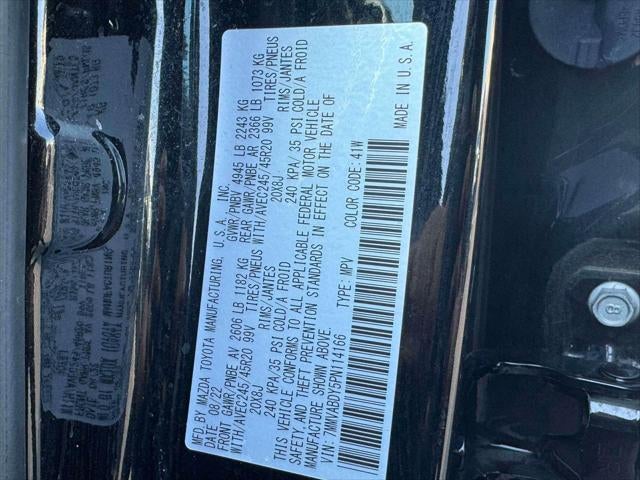 MFD. BY MAZDA TOYOTA MANUFACTURING, U.S.A., INC.
DATE: 08/22 GVWR/PNBV 4945 LB 2243 KG
FRONT GAWR/PNBE AV 2606 LB 1182 KG REAR GAWR/PNBE AR 2366 LB 1073 KG
WITH/AVEC245/45R20 99V TIRES/PNEUS WITH/AVEC245/45R20 99V TIRES/PNEUS
20X8J RIMS/JANTES 20X8J RIMS/JANTES
240 KPA/35 PSI COLD/A FROID 240 KPA/35 PSI COLD/A FROID
THIS VEHICLE CONFORMS TO ALL APPLICABLE FEDERAL MOTOR VEHICLE
SAFETY, AND THEFT PREVENTION STANDARDS IN EFFECT ON THE DATE OF
MANUFACTURE SHOWN ABOVE.
VIN: 7MMVABDY5PN114166 TYPE: MPV COLOR CODE: 41W
MADE IN U.S.A.
8